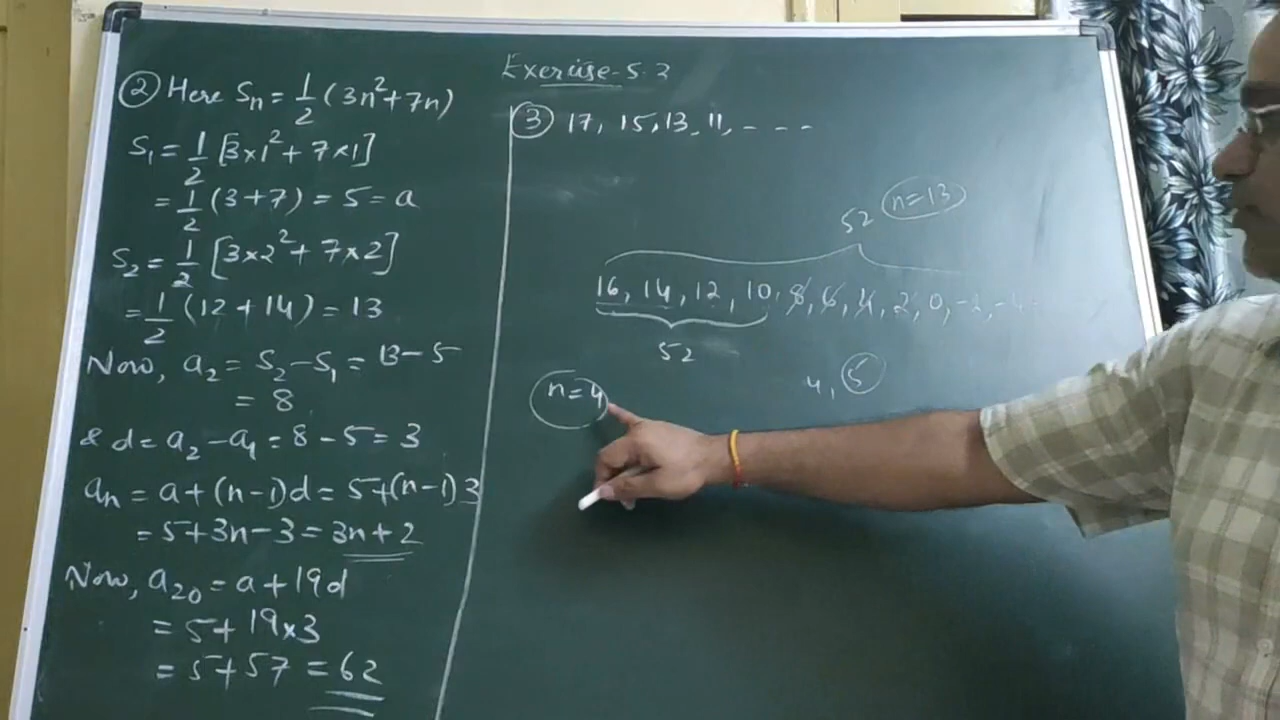 Exercise-5.3
② Here Sn = 1/2 (3n²+7n)
S₁ = 1/2 [3×1²+7×1]
= 1/2 (3+7) = 5 = a
S₂ = 1/2 [3×2²+7×2]
= 1/2 (12+14) = 13
Now, a₂ = S₂-S₁ = 13-5
= 8
& d = a₂-a₁ = 8-5 = 3
an = a+(n-1)d = 5+(n-1)3
= 5+3n-3 = 3n+2
Now, a₂₀ = a+19d
= 5+19×3
= 5+57 = 62
③ 17, 15, 13, 11, - - -
52 n=13
16, 14, 12, 10, 8, 6, 4, 2, 0, -2, -4
52
n=4
4, 5